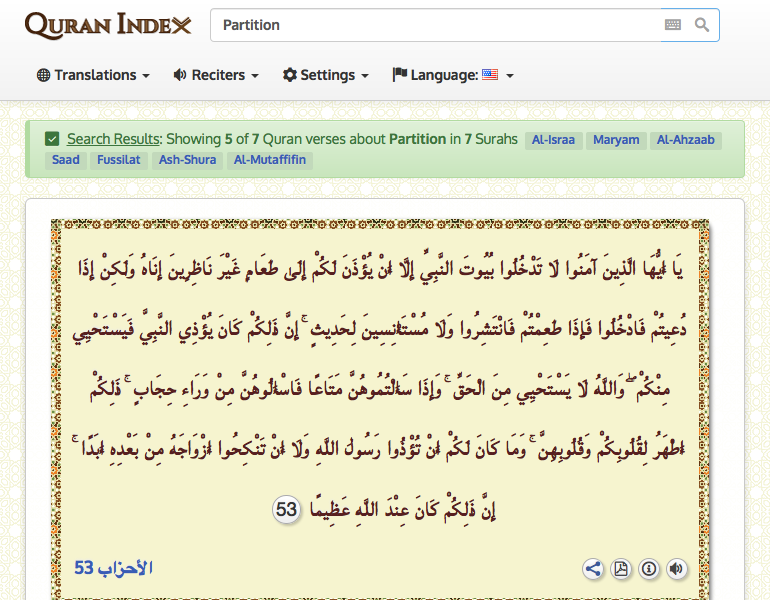 QURAN INDEX
Partition
Translations
Reciters
Settings
Language:
Search Results: Showing 5 of 7 Quran verses about Partition in 7 Surahs Al-Israa Maryam Al-Ahzaab
Saad Fussilat Ash-Shura Al-Mutaffifin
يَا أَيُّهَا الَّذِينَ آمَنُوا لَا تَدْخُلُوا بُيُوتَ النَّبِيِّ إِلَّا أَنْ يُؤْذَنَ لَكُمْ إِلَىٰ طَعَامٍ غَيْرَ نَاظِرِينَ إِنَاهُ وَلَٰكِنْ إِذَا
دُعِيتُمْ فَادْخُلُوا فَإِذَا طَعِمْتُمْ فَانْتَشِرُوا وَلَا مُسْتَأْنِسِينَ لِحَدِيثٍ ۚ إِنَّ ذَٰلِكُمْ كَانَ يُؤْذِي النَّبِيَّ فَيَسْتَحْيِي
مِنْكُمْ ۖ وَاللَّهُ لَا يَسْتَحْيِي مِنَ الْحَقِّ ۚ وَإِذَا سَأَلْتُمُوهُنَّ مَتَاعًا فَاسْأَلُوهُنَّ مِنْ وَرَاءِ حِجَابٍ ۚ ذَٰلِكُمْ
أَطْهَرُ لِقُلُوبِكُمْ وَقُلُوبِهِنَّ ۚ وَمَا كَانَ لَكُمْ أَنْ تُؤْذُوا رَسُولَ اللَّهِ وَلَا أَنْ تَنْكِحُوا أَزْوَاجَهُ مِنْ بَعْدِهِ أَبَدًا ۚ
إِنَّ ذَٰلِكُمْ كَانَ عِنْدَ اللَّهِ عَظِيمًا 53
الأحزاب 53